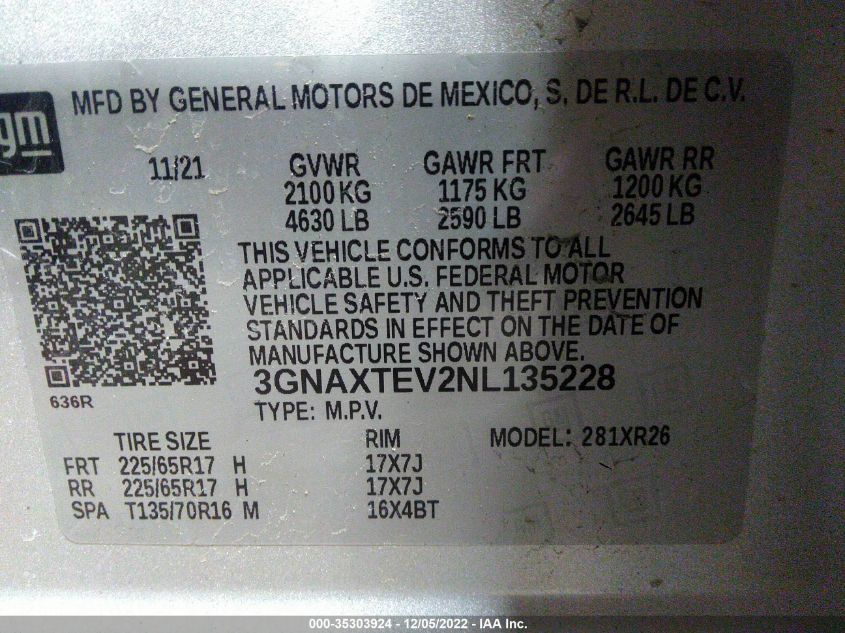 gm
MFD BY GENERAL MOTORS DE MEXICO, S. DE R.L. DE C.V.
11/21 GVWR GAWR FRT GAWR RR
2100 KG 1175 KG 1200 KG
4630 LB 2590 LB 2645 LB
THIS VEHICLE CONFORMS TO ALL
APPLICABLE U.S. FEDERAL MOTOR
VEHICLE SAFETY AND THEFT PREVENTION
STANDARDS IN EFFECT ON THE DATE OF
MANUFACTURE SHOWN ABOVE.
3GNAXTEV2NL135228
636R
TYPE: M.P.V.
TIRE SIZE RIM MODEL: 281XR26
FRT 225/65R17 H 17X7J
RR 225/65R17 H 17X7J
SPA T135/70R16 M 16X4BT
000-35303924 - 12/05/2022 - IAA Inc.